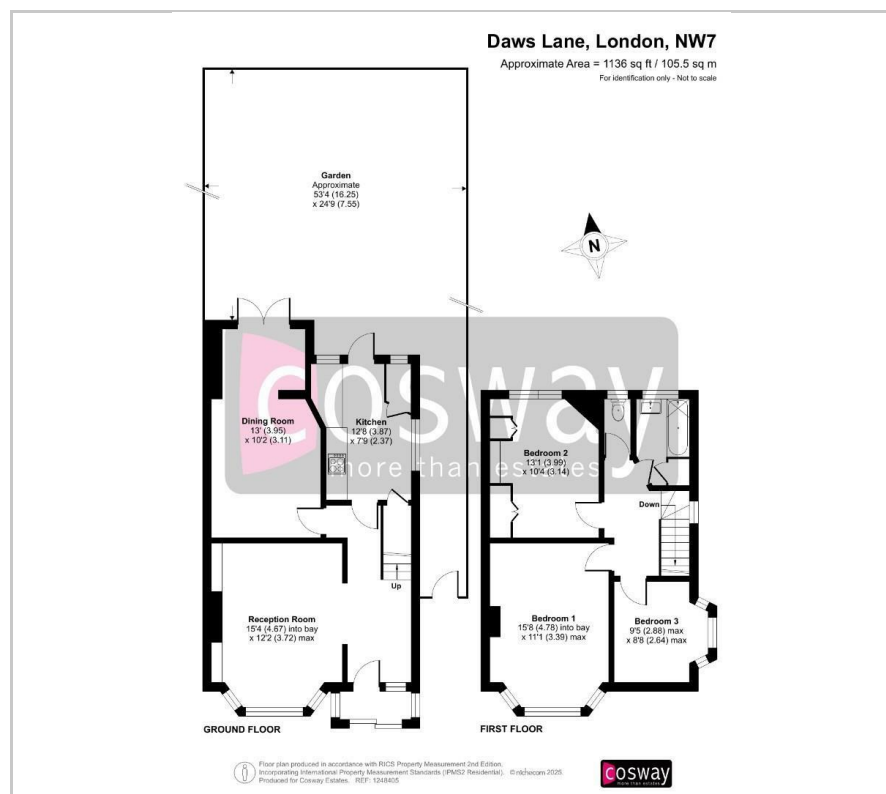 Daws Lane, London, NW7
Approximate Area = 1136 sq ft / 105.5 sq m
For identification only - Not to scale
Garden
Approximate
53'4 (16.25)
x 24'9 (7.55)
N
cosway
more than estates
Dining Room
13' (3.95)
x 10'2 (3.11)
Kitchen
12'8 (3.87)
x 7'9 (2.37)
Bedroom 2
13'1 (3.99)
x 10'4 (3.14)
Down
Up
Reception Room
15'4 (4.67) into bay
x 12'2 (3.72) max
Bedroom 1
15'8 (4.78) into bay
x 11'1 (3.39) max
Bedroom 3
9'5 (2.88) max
x 8'8 (2.64) max
GROUND FLOOR
FIRST FLOOR
Floor plan produced in accordance with RICS Property Measurement 2nd Edition.
Incorporating International Property Measurement Standards (IPMS2 Residential). ©nichecom 2025.
Produced for Cosway Estates. REF: 1248405
cosway
more than estates